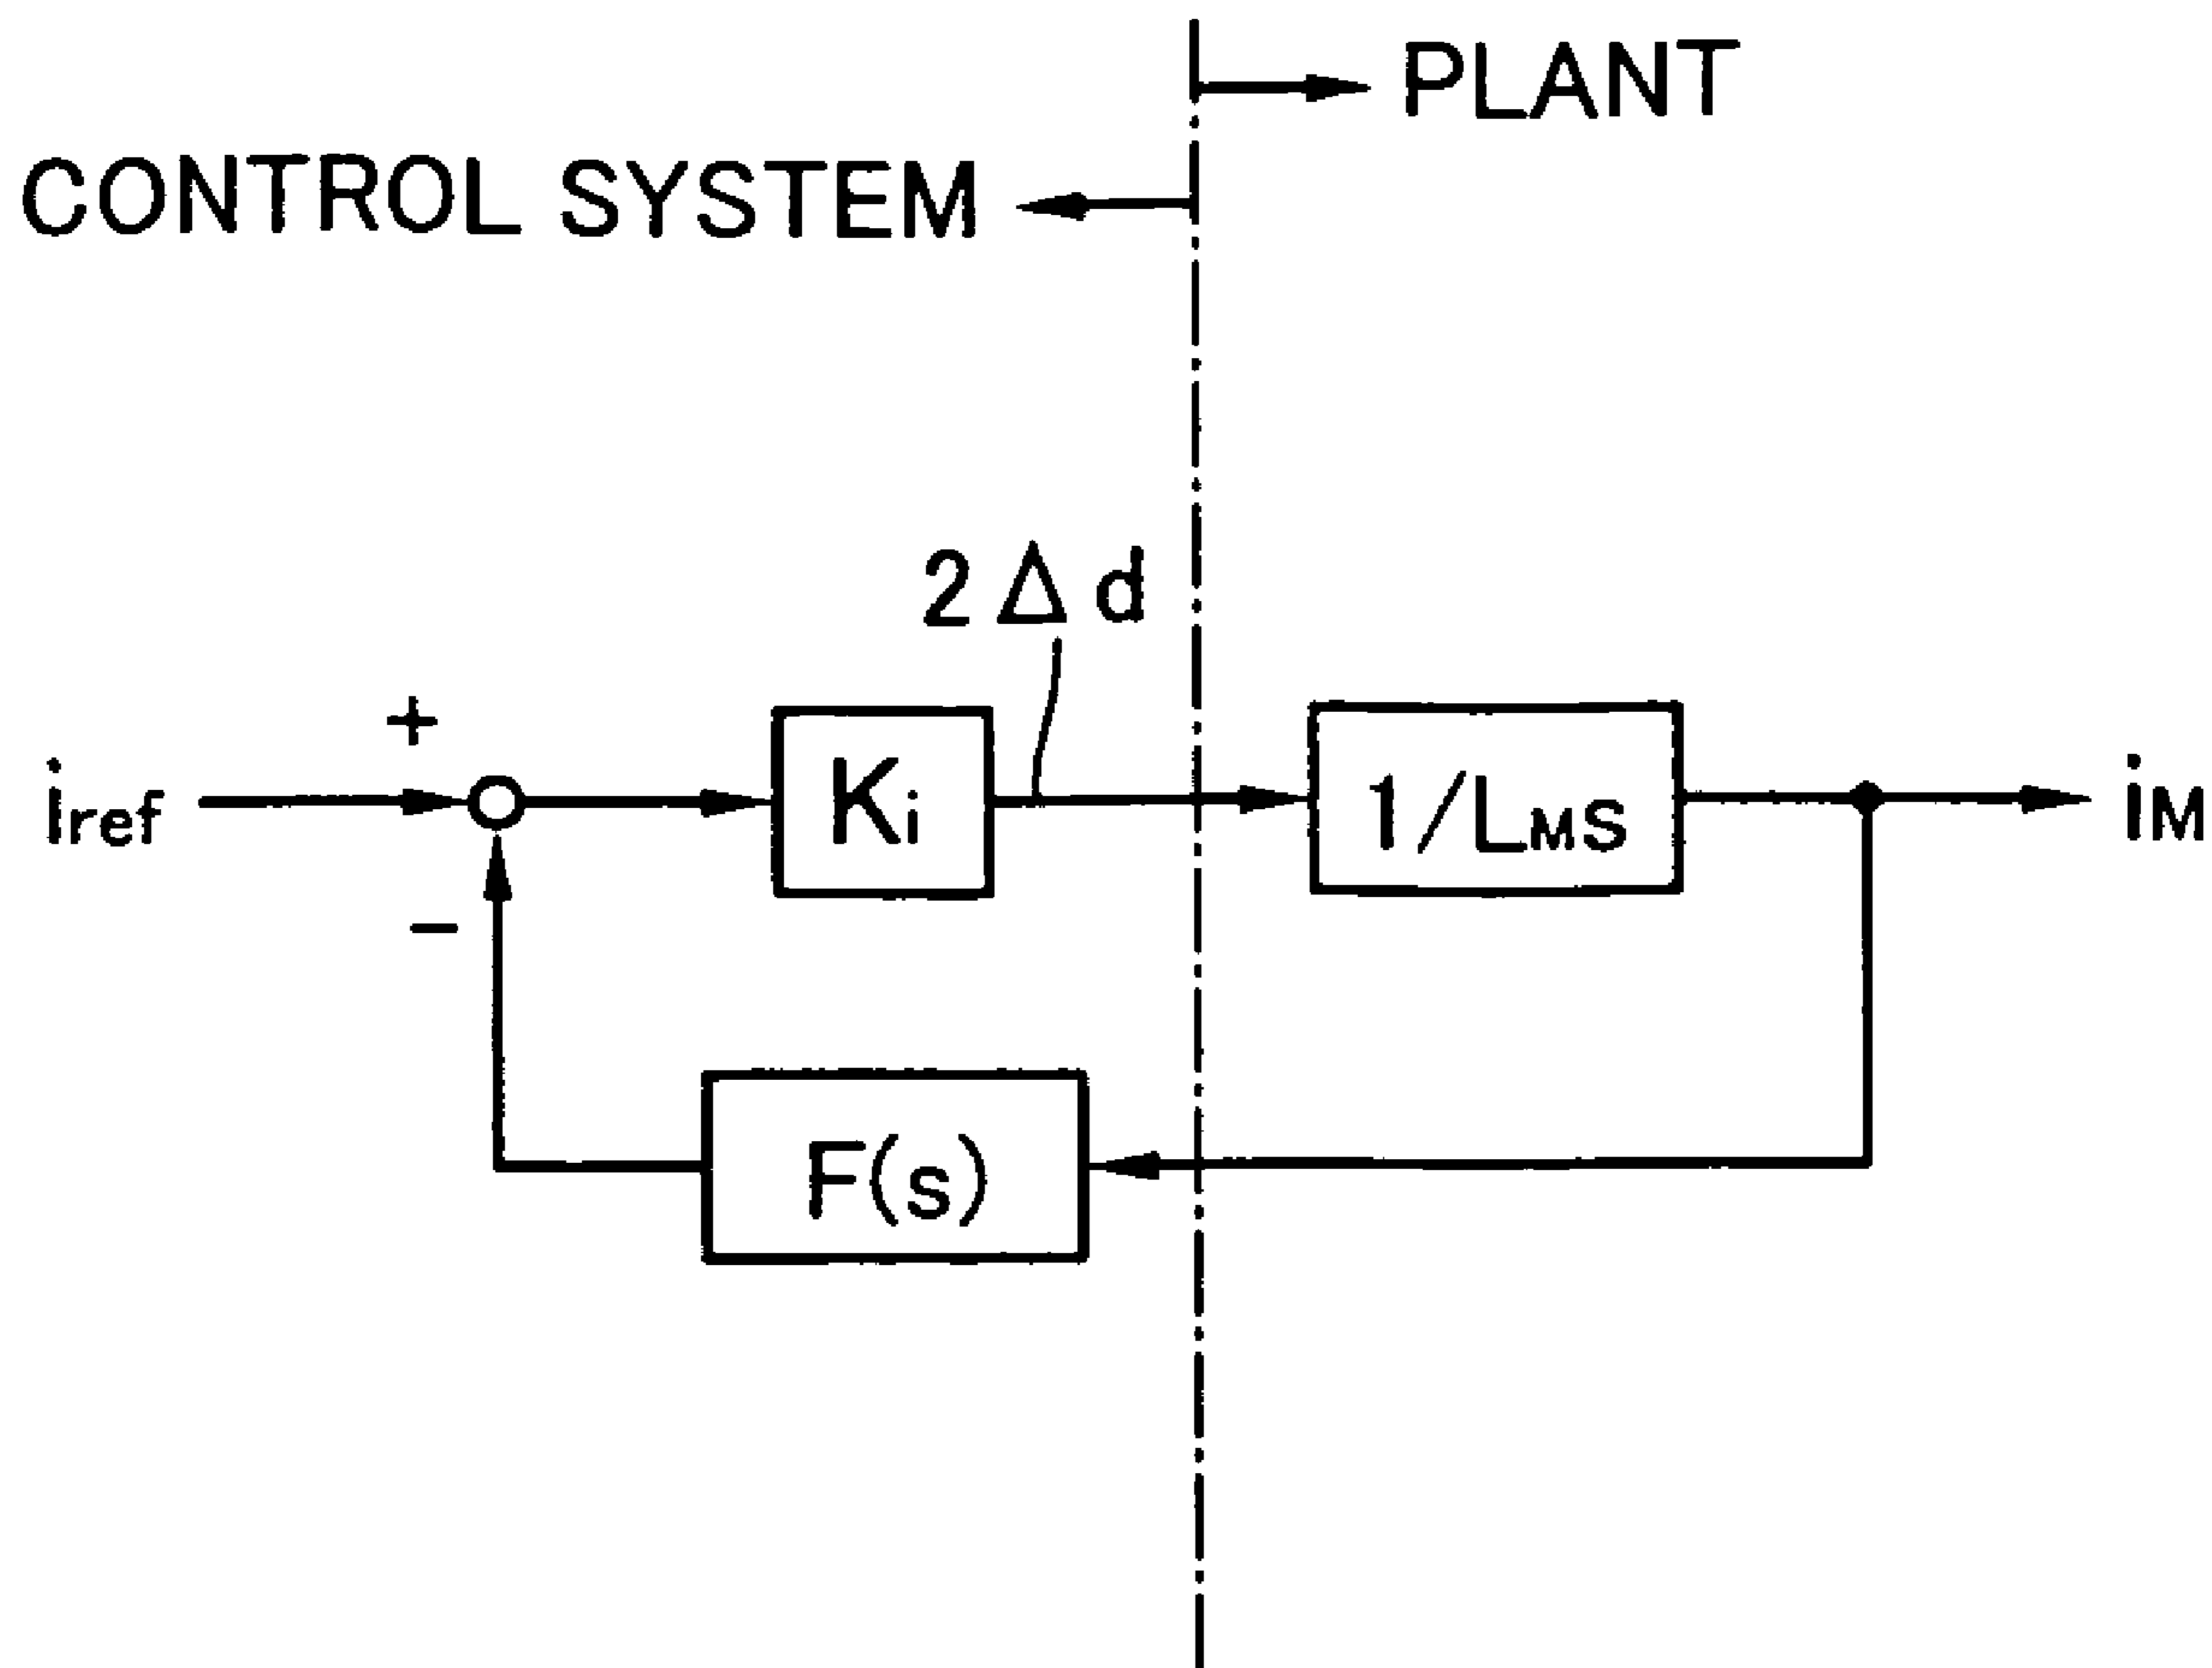 PLANT
CONTROL SYSTEM
2Δd
+
iref
Ki
1/LMS
iM
−
F(s)